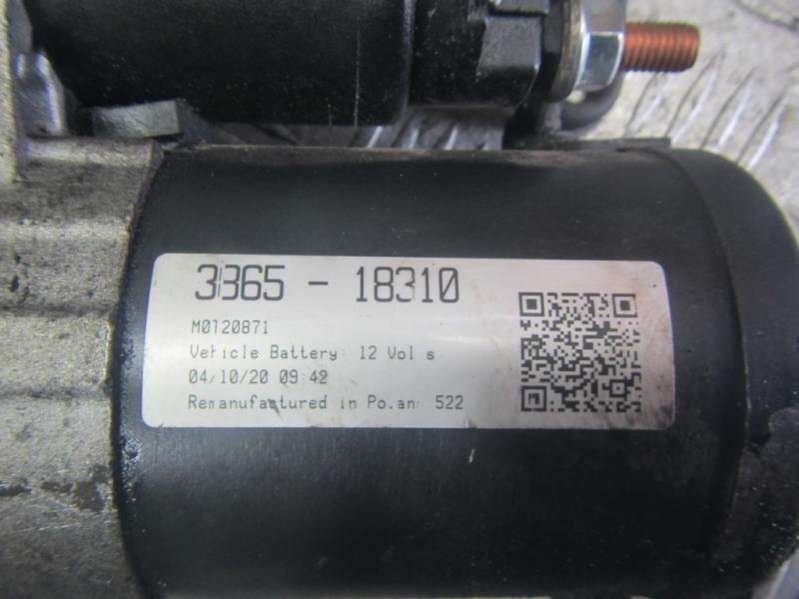 3365 - 18310
M0120871
Vehicle Battery: 12 Vol s
04/10/20 09:42
Remanufactured in Po.an 522